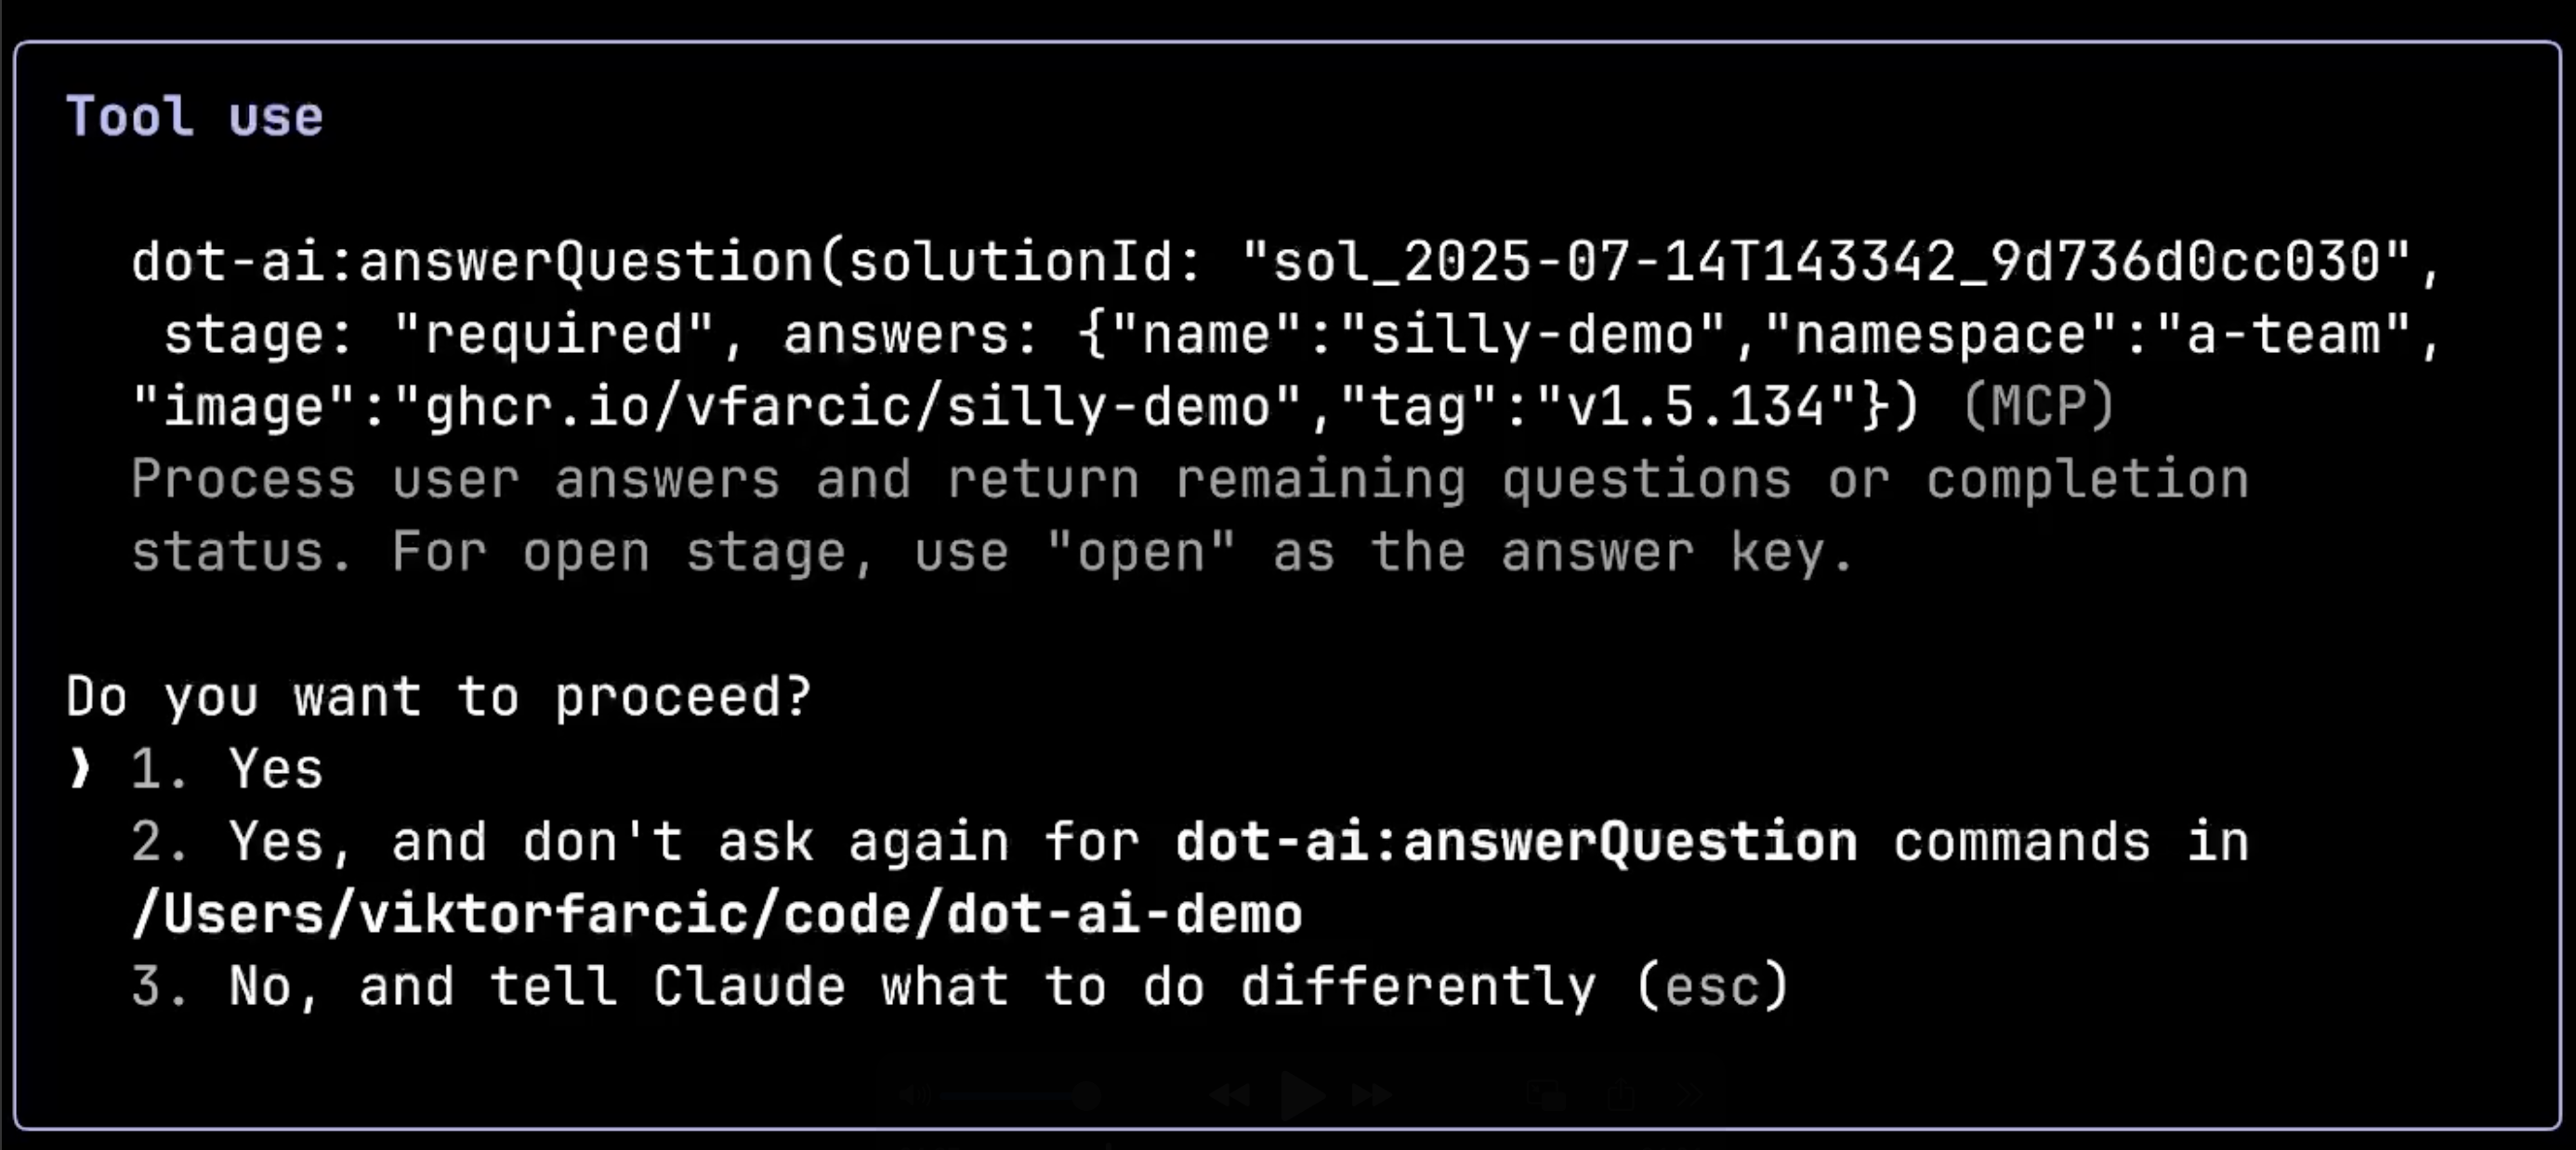 Tool use
dot-ai:answerQuestion(solutionId: "sol_2025-07-14T143342_9d736d0cc030",
stage: "required", answers: {"name":"silly-demo","namespace":"a-team",
"image":"ghcr.io/vfarcic/silly-demo","tag":"v1.5.134"}) (MCP)
Process user answers and return remaining questions or completion
status. For open stage, use "open" as the answer key.
Do you want to proceed?
❯ 1. Yes
2. Yes, and don't ask again for dot-ai:answerQuestion commands in
/Users/viktorfarcic/code/dot-ai-demo
3. No, and tell Claude what to do differently (esc)